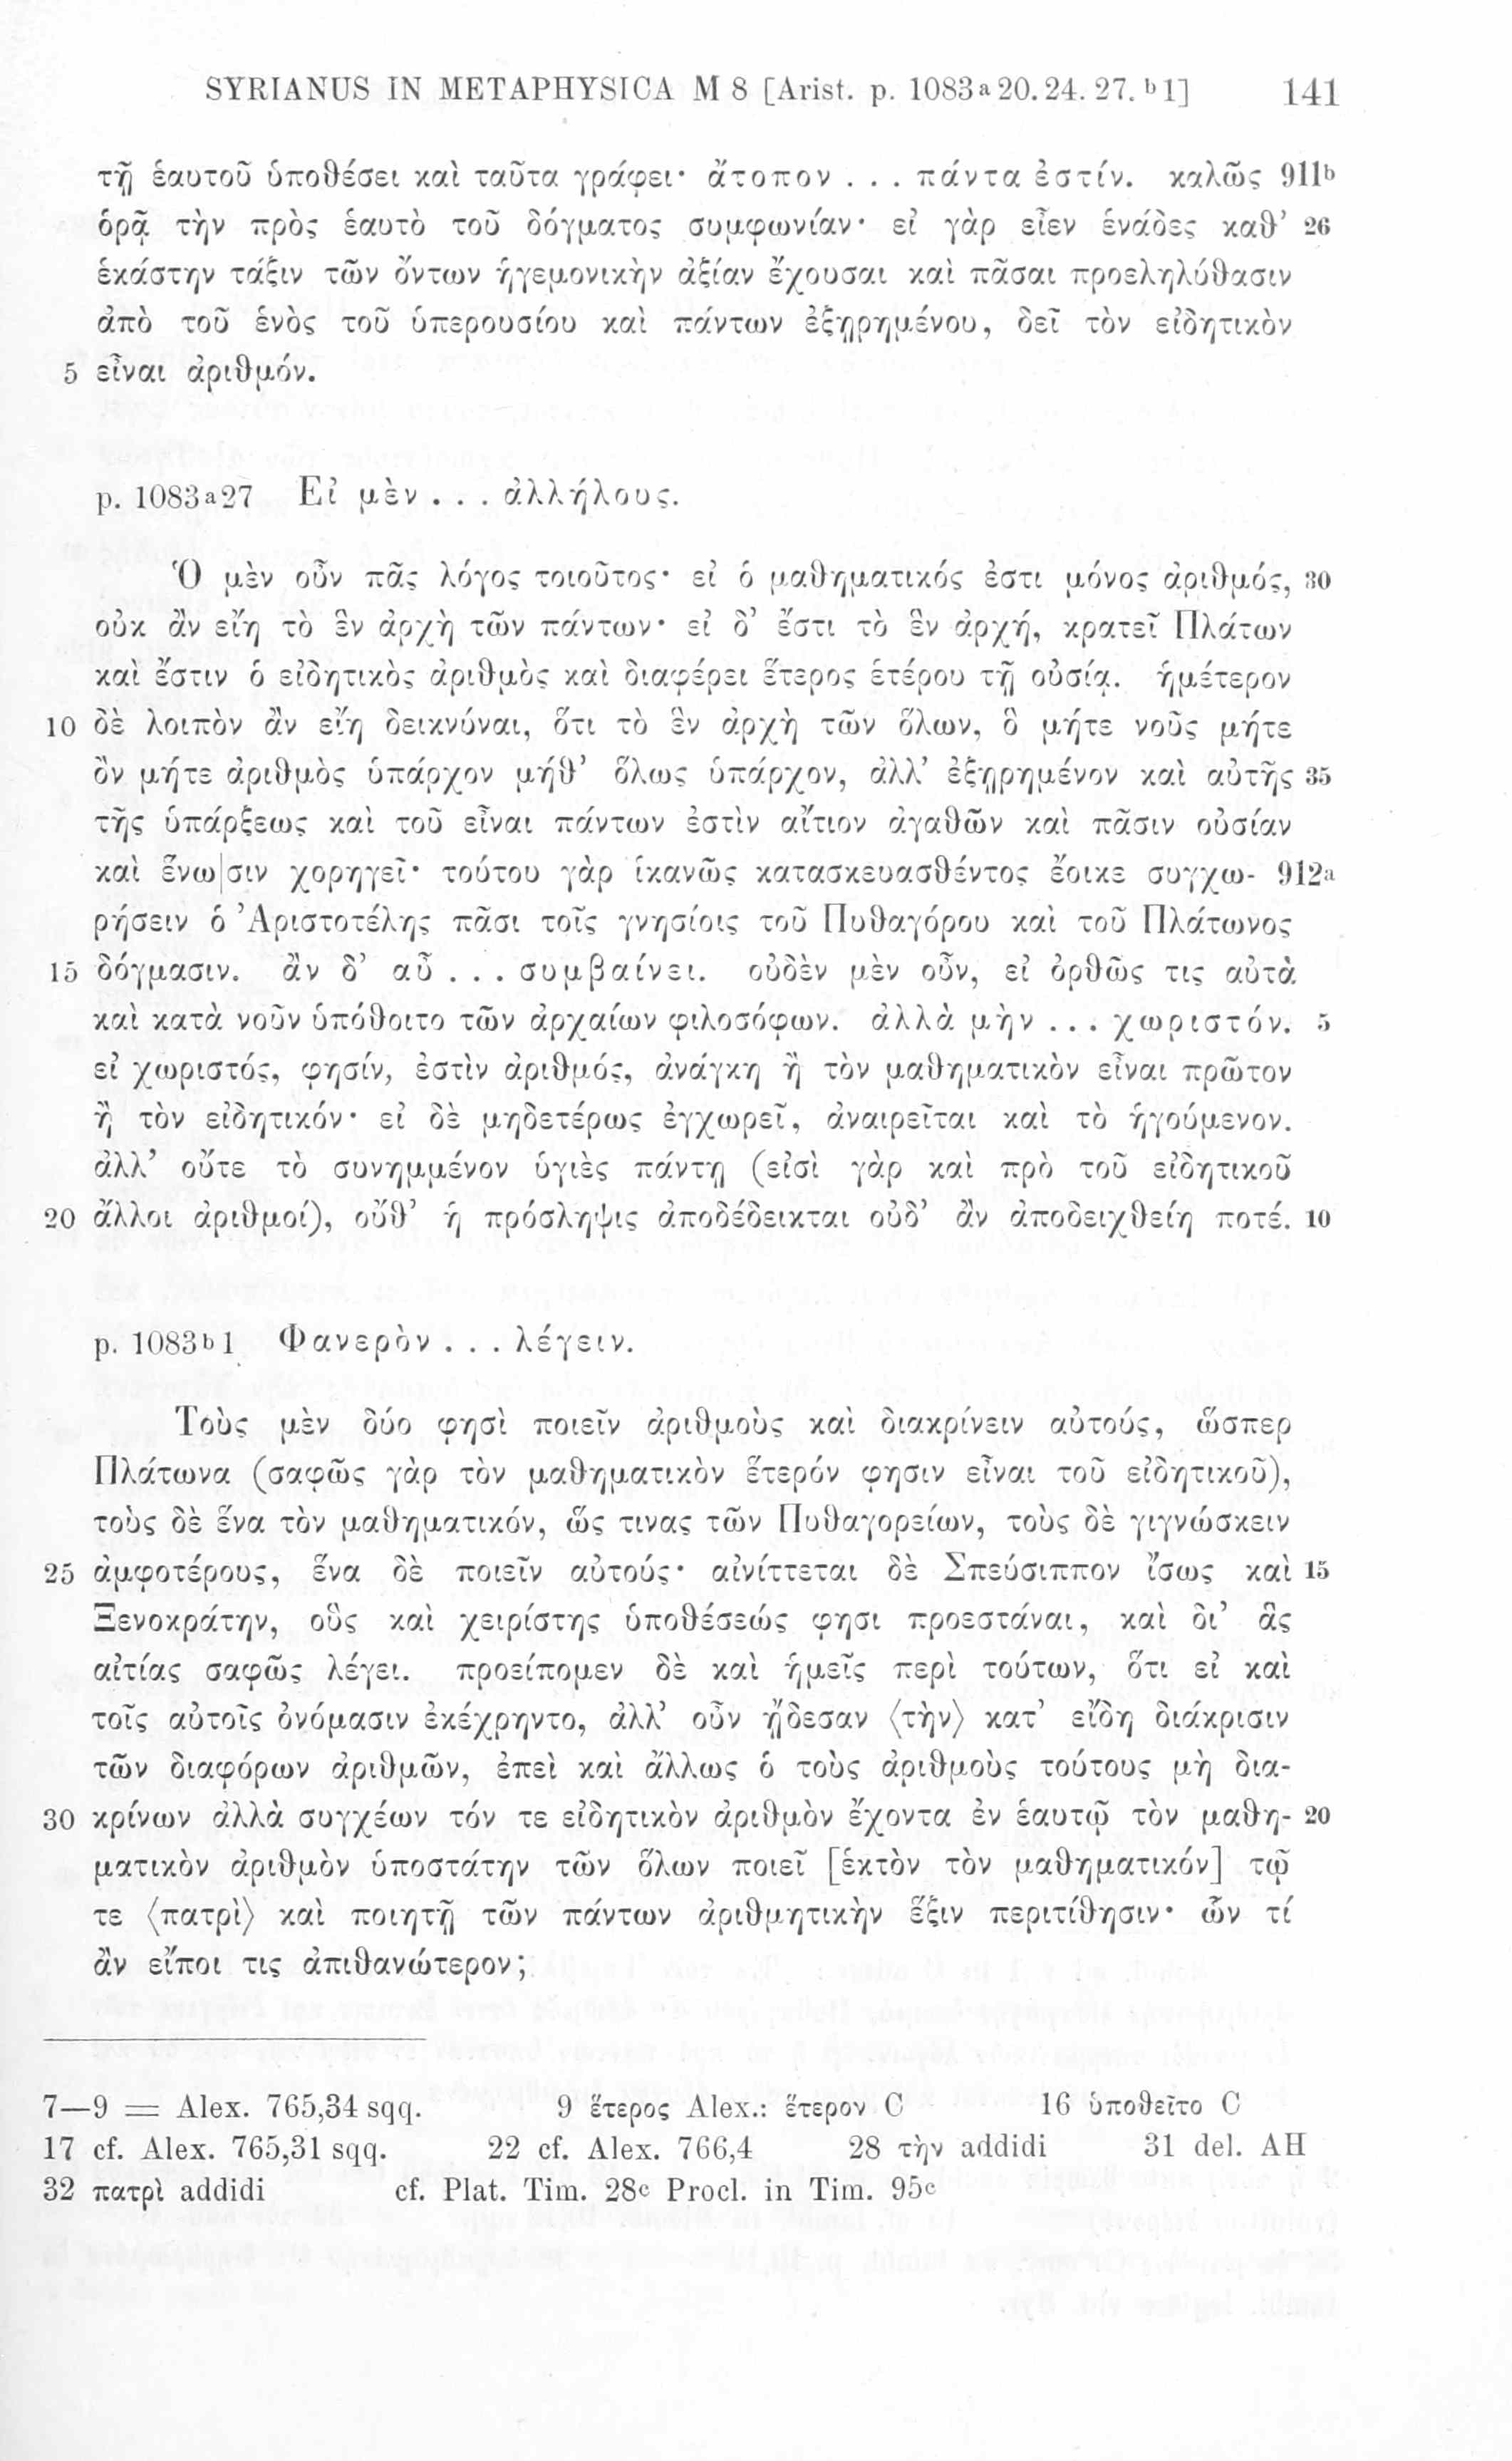 SYRIANUS IN METAPHYSICA M 8 [Arist. p. 1083a20.24.27.b1] 141
τῇ ἑαυτοῦ ὑποθέσει καὶ ταῦτα γράφει· ἄτοπον . . . πάντα ἐστίν. καλῶς 911b
ὁρᾷ τὴν πρὸς ἑαυτὸ τοῦ δόγματος συμφωνίαν· εἰ γὰρ εἶεν ἑνάδες καθ’ 26
ἑκάστην τάξιν τῶν ὄντων ἡγεμονικὴν ἀξίαν ἔχουσαι καὶ πᾶσαι προεληλύθασιν
ἀπὸ τοῦ ἑνὸς τοῦ ὑπερουσίου καὶ πάντων ἐξῃρημένου, δεῖ τὸν εἰδητικὸν
5 εἶναι ἀριθμόν.
p. 1083a27 Εἰ μὲν . . . ἀλλήλους.
Ὁ μὲν οὖν πᾶς λόγος τοιοῦτος· εἰ ὁ μαθηματικός ἐστι μόνος ἀριθμός, 30
οὐκ ἂν εἴη τὸ ἓν ἀρχὴ τῶν πάντων· εἰ δ’ ἔστι τὸ ἓν ἀρχή, κρατεῖ Πλάτων
καὶ ἔστιν ὁ εἰδητικὸς ἀριθμὸς καὶ διαφέρει ἕτερος ἑτέρου τῇ οὐσίᾳ. ἡμέτερον
10 δὲ λοιπὸν ἂν εἴη δεικνύναι, ὅτι τὸ ἓν ἀρχὴ τῶν ὅλων, ὃ μήτε νοῦς μήτε
ὂν μήτε ἀριθμὸς ὑπάρχον μήθ’ ὅλως ὑπάρχον, ἀλλ’ ἐξῃρημένον καὶ αὐτῆς 35
τῆς ὑπάρξεως καὶ τοῦ εἶναι πάντων ἐστὶν αἴτιον ἀγαθῶν καὶ πᾶσιν οὐσίαν
καὶ ἕνω|σιν χορηγεῖ· τούτου γὰρ ἱκανῶς κατασκευασθέντος ἔοικε συγχω- 912a
ρήσειν ὁ Ἀριστοτέλης πᾶσι τοῖς γνησίοις τοῦ Πυθαγόρου καὶ τοῦ Πλάτωνος
15 δόγμασιν. ἂν δ’ αὖ . . . συμβαίνει. οὐδὲν μὲν οὖν, εἰ ὀρθῶς τις αὐτὰ
καὶ κατὰ νοῦν ὑπόθοιτο τῶν ἀρχαίων φιλοσόφων. ἀλλὰ μὴν . . . χωριστόν. 5
εἰ χωριστός, φησίν, ἐστὶν ἀριθμός, ἀνάγκη ἢ τὸν μαθηματικὸν εἶναι πρῶτον
ἢ τὸν εἰδητικόν· εἰ δὲ μηδετέρως ἐγχωρεῖ, ἀναιρεῖται καὶ τὸ ἡγούμενον.
ἀλλ’ οὔτε τὸ συνημμένον ὑγιὲς πάντῃ (εἰσὶ γὰρ καὶ πρὸ τοῦ εἰδητικοῦ
20 ἄλλοι ἀριθμοί), οὔθ’ ἡ πρόσληψις ἀποδέδεικται οὐδ’ ἂν ἀποδειχθείη ποτέ. 10
p. 1083b1 Φανερὸν . . . λέγειν.
Τοὺς μὲν δύο φησὶ ποιεῖν ἀριθμοὺς καὶ διακρίνειν αὐτούς, ὥσπερ
Πλάτωνα (σαφῶς γὰρ τὸν μαθηματικὸν ἕτερόν φησιν εἶναι τοῦ εἰδητικοῦ),
τοὺς δὲ ἕνα τὸν μαθηματικόν, ὥς τινας τῶν Πυθαγορείων, τοὺς δὲ γιγνώσκειν
25 ἀμφοτέρους, ἕνα δὲ ποιεῖν αὐτούς· αἰνίττεται δὲ Σπεύσιππον ἴσως καὶ 15
Ξενοκράτην, οὓς καὶ χειρίστης ὑποθέσεώς φησι προεστάναι, καὶ δι’ ἃς
αἰτίας σαφῶς λέγει. προείπομεν δὲ καὶ ἡμεῖς περὶ τούτων, ὅτι εἰ καὶ
τοῖς αὐτοῖς ὀνόμασιν ἐκέχρηντο, ἀλλ’ οὖν ᾔδεσαν ⟨τὴν⟩ κατ’ εἴδη διάκρισιν
τῶν διαφόρων ἀριθμῶν, ἐπεὶ καὶ ἄλλως ὁ τοὺς ἀριθμοὺς τούτους μὴ δια-
30 κρίνων ἀλλὰ συγχέων τόν τε εἰδητικὸν ἀριθμὸν ἔχοντα ἐν ἑαυτῷ τὸν μαθη- 20
ματικὸν ἀριθμὸν ὑποστάτην τῶν ὅλων ποιεῖ [ἑκτὸν τὸν μαθηματικόν] τῷ
τε ⟨πατρὶ⟩ καὶ ποιητῇ τῶν πάντων ἀριθμητικὴν ἕξιν περιτίθησιν· ὧν τί
ἂν εἴποι τις ἀπιθανώτερον;
7—9 = Alex. 765,34 sqq. 9 ἕτερος Alex.: ἕτερον C 16 ὑποθεῖτο C
17 cf. Alex. 765,31 sqq. 22 cf. Alex. 766,4 28 τὴν addidi 31 del. AH
32 πατρὶ addidi cf. Plat. Tim. 28c Procl. in Tim. 95c